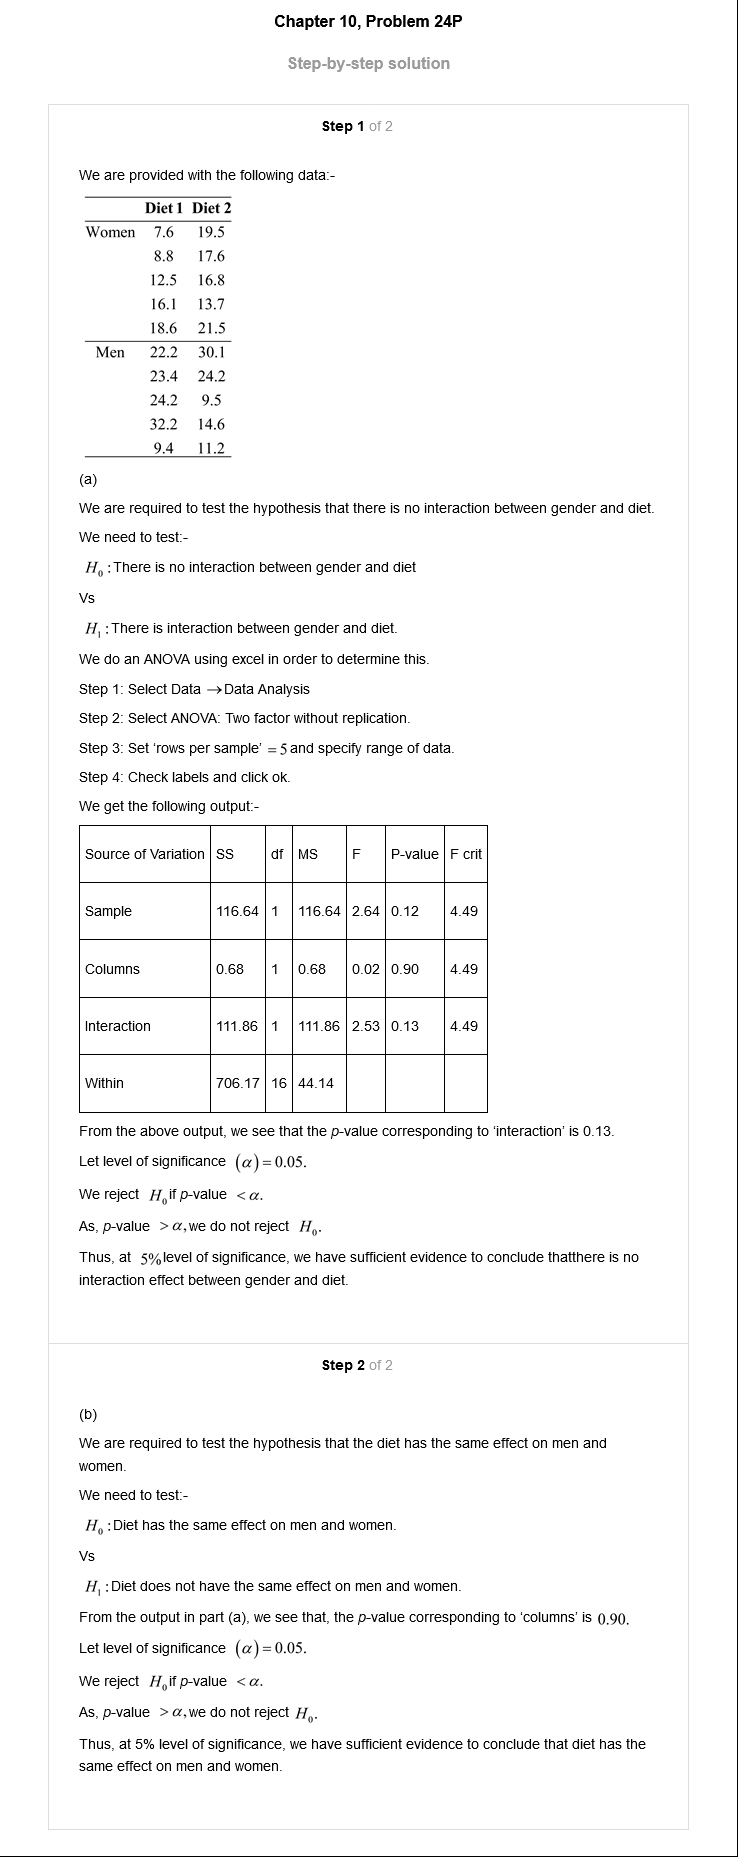 Chapter 10, Problem 24P
Step-by-step solution
Step 1 of 2
We are provided with the following data:-
Diet 1 Diet 2
Women 7.6 19.5
8.8 17.6
12.5 16.8
16.1 13.7
18.6 21.5
Men 22.2 30.1
23.4 24.2
24.2 9.5
32.2 14.6
9.4 11.2
(a)
We are required to test the hypothesis that there is no interaction between gender and diet.
We need to test:-
H₀ : There is no interaction between gender and diet
Vs
H₁ : There is interaction between gender and diet.
We do an ANOVA using excel in order to determine this.
Step 1: Select Data → Data Analysis
Step 2: Select ANOVA: Two factor without replication.
Step 3: Set ‘rows per sample’ = 5 and specify range of data.
Step 4: Check labels and click ok.
We get the following output:-
Source of Variation SS df MS F P-value F crit
Sample 116.64 1 116.64 2.64 0.12 4.49
Columns 0.68 1 0.68 0.02 0.90 4.49
Interaction 111.86 1 111.86 2.53 0.13 4.49
Within 706.17 16 44.14
From the above output, we see that the p-value corresponding to ‘interaction’ is 0.13.
Let level of significance (α) = 0.05.
We reject H₀ if p-value < α.
As, p-value > α, we do not reject H₀.
Thus, at 5% level of significance, we have sufficient evidence to conclude thatthere is no
interaction effect between gender and diet.
Step 2 of 2
(b)
We are required to test the hypothesis that the diet has the same effect on men and
women.
We need to test:-
H₀ : Diet has the same effect on men and women.
Vs
H₁ : Diet does not have the same effect on men and women.
From the output in part (a), we see that, the p-value corresponding to ‘columns’ is 0.90.
Let level of significance (α) = 0.05.
We reject H₀ if p-value < α.
As, p-value > α, we do not reject H₀.
Thus, at 5% level of significance, we have sufficient evidence to conclude that diet has the
same effect on men and women.